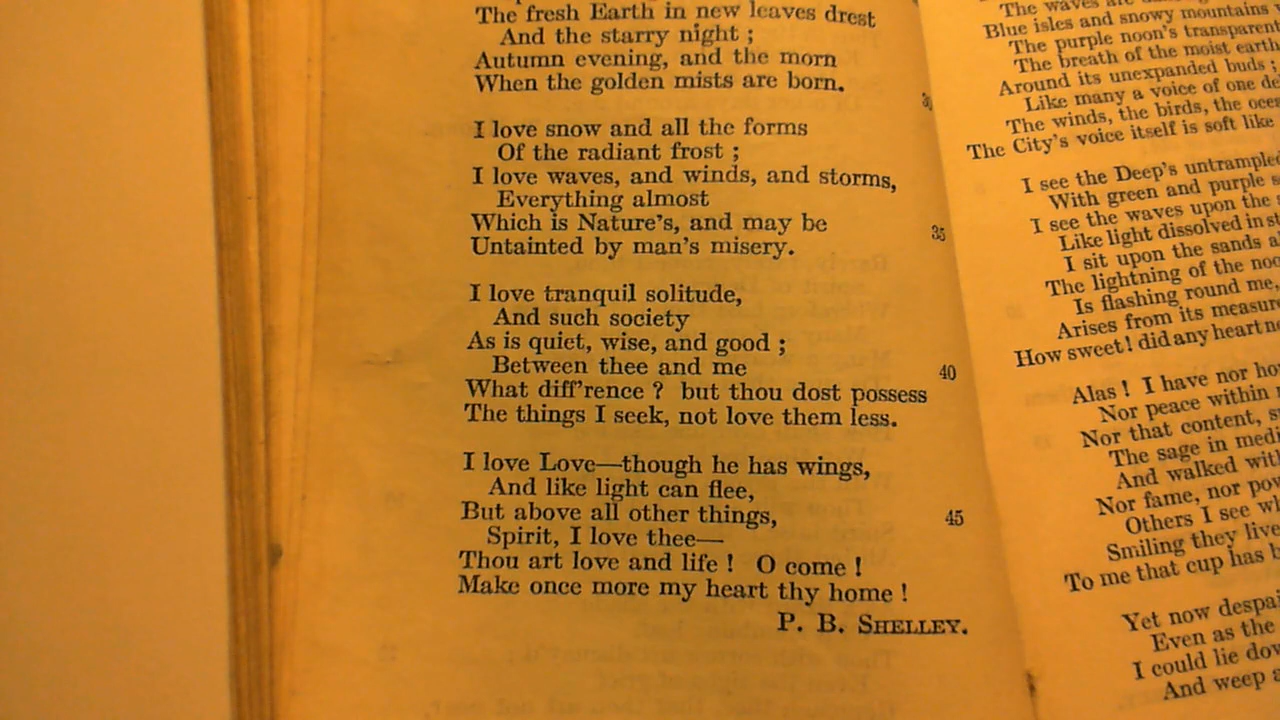 The fresh Earth in new leaves drest
And the starry night ;
Autumn evening, and the morn
When the golden mists are born.
30
I love snow and all the forms
Of the radiant frost ;
I love waves, and winds, and storms,
Everything almost
Which is Nature's, and may be 35
Untainted by man's misery.
I love tranquil solitude,
And such society
As is quiet, wise, and good ;
Between thee and me 40
What diff'rence ? but thou dost possess
The things I seek, not love them less.
I love Love—though he has wings,
And like light can flee,
But above all other things, 45
Spirit, I love thee—
Thou art love and life ! O come !
Make once more my heart thy home !
P. B. SHELLEY.
The waves are
Blue isles and snowy mountains
The purple noon's transparent
The breath of the moist earth
Around its unexpanded buds ;
Like many a voice of one
The winds, the birds, the
The City's voice itself is soft like
I see the Deep's untrampled
With green and purple
I see the waves upon the
Like light dissolved in
I sit upon the sands
The lightning of the
Is flashing round me,
Arises from its
How sweet ! did any heart
Alas ! I have nor
Nor peace within
Nor that content,
The sage in
And walked
Nor fame, nor
Others I see
Smiling they live
To me that cup has
Yet now
Even as the
I could lie
And weep